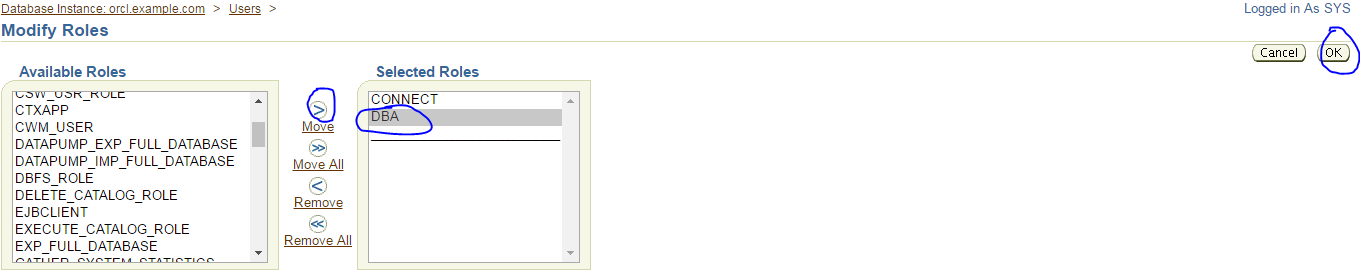 Database Instance: orcl.example.com > Users >
Logged in As SYS
Modify Roles
Cancel OK
Available Roles
CSW_USR_ROLE
CTXAPP
CWM_USER
DATAPUMP_EXP_FULL_DATABASE
DATAPUMP_IMP_FULL_DATABASE
DBFS_ROLE
DELETE_CATALOG_ROLE
EJBCLIENT
EXECUTE_CATALOG_ROLE
EXP_FULL_DATABASE
GATHER_SYSTEM_STATISTICS
>
Move
>>
Move All
<
Remove
<<
Remove All
Selected Roles
CONNECT
DBA